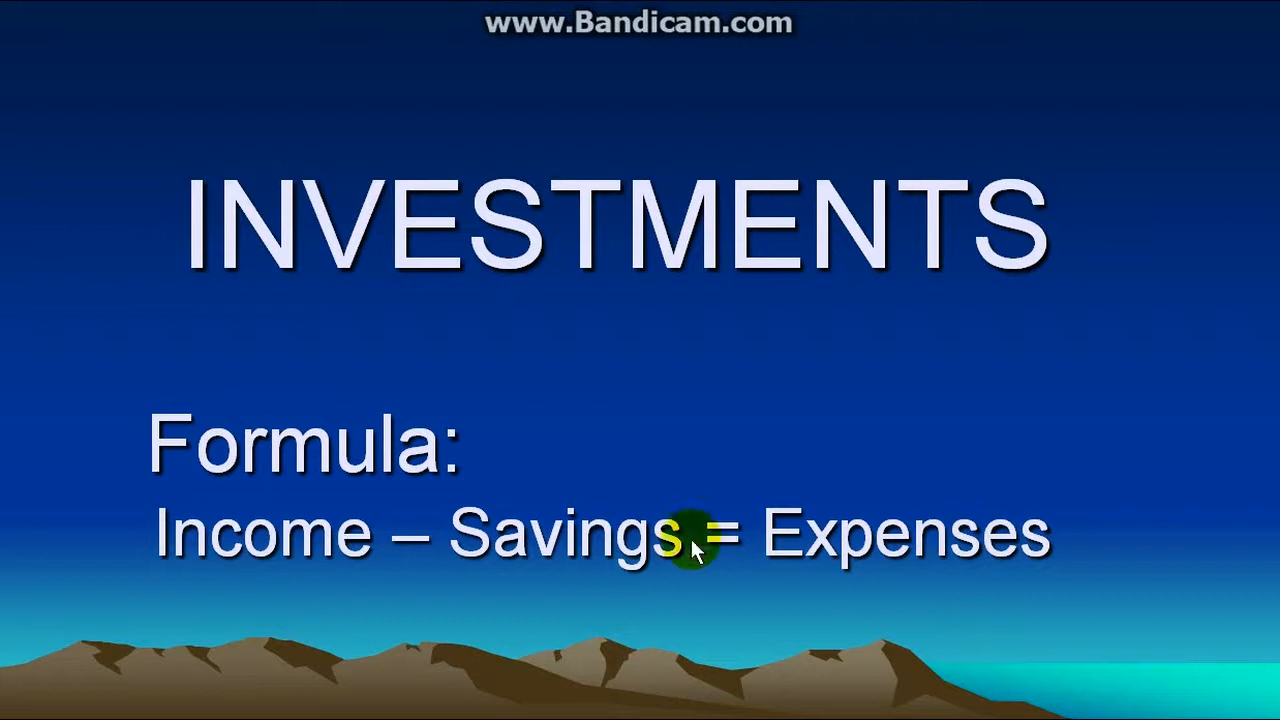 www.Bandicam.com
INVESTMENTS
Formula:
Income – Savings = Expenses